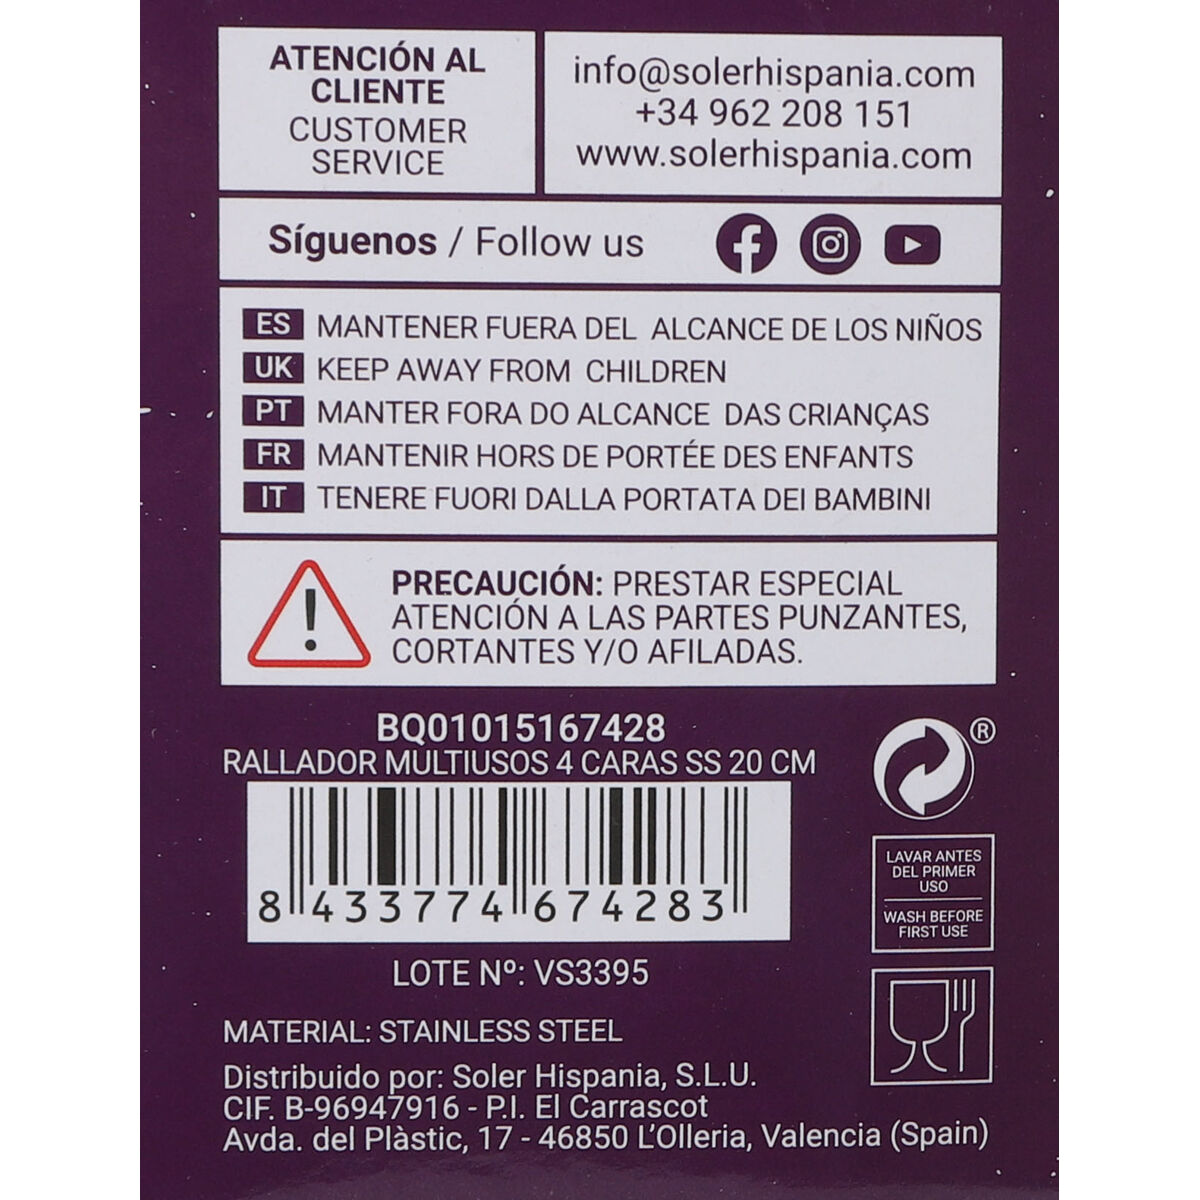 ATENCIÓN AL
CLIENTE
CUSTOMER
SERVICE
info@solerhispania.com
+34 962 208 151
www.solerhispania.com
Síguenos / Follow us
ES MANTENER FUERA DEL ALCANCE DE LOS NIÑOS
UK KEEP AWAY FROM CHILDREN
PT MANTER FORA DO ALCANCE DAS CRIANÇAS
FR MANTENIR HORS DE PORTÉE DES ENFANTS
IT TENERE FUORI DALLA PORTATA DEI BAMBINI
PRECAUCIÓN: PRESTAR ESPECIAL
ATENCIÓN A LAS PARTES PUNZANTES,
CORTANTES Y/O AFILADAS.
BQ01015167428
RALLADOR MULTIUSOS 4 CARAS SS 20 CM
8 433774 674283
LOTE Nº: VS3395
®
LAVAR ANTES
DEL PRIMER
USO
WASH BEFORE
FIRST USE
MATERIAL: STAINLESS STEEL
Distribuido por: Soler Hispania, S.L.U.
CIF. B-96947916 - P.I. El Carrascot
Avda. del Plàstic, 17 - 46850 L'Olleria, Valencia (Spain)